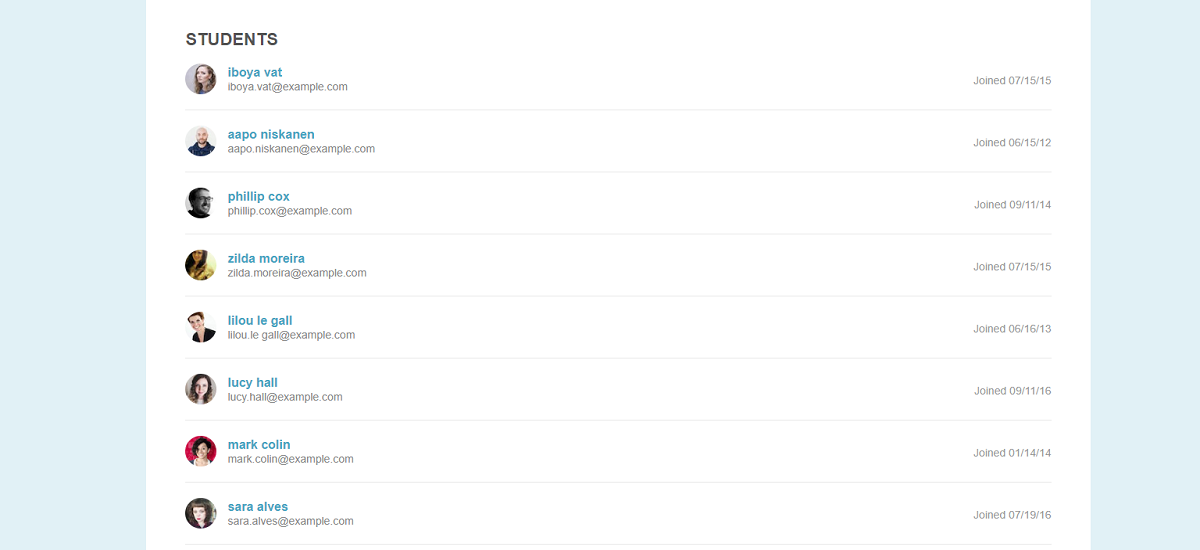 STUDENTS
iboya vat
iboya.vat@example.com
Joined 07/15/15
aapo niskanen
aapo.niskanen@example.com
Joined 06/15/12
phillip cox
phillip.cox@example.com
Joined 09/11/14
zilda moreira
zilda.moreira@example.com
Joined 07/15/15
lilou le gall
lilou.le gall@example.com
Joined 06/16/13
lucy hall
lucy.hall@example.com
Joined 09/11/16
mark colin
mark.colin@example.com
Joined 01/14/14
sara alves
sara.alves@example.com
Joined 07/19/16